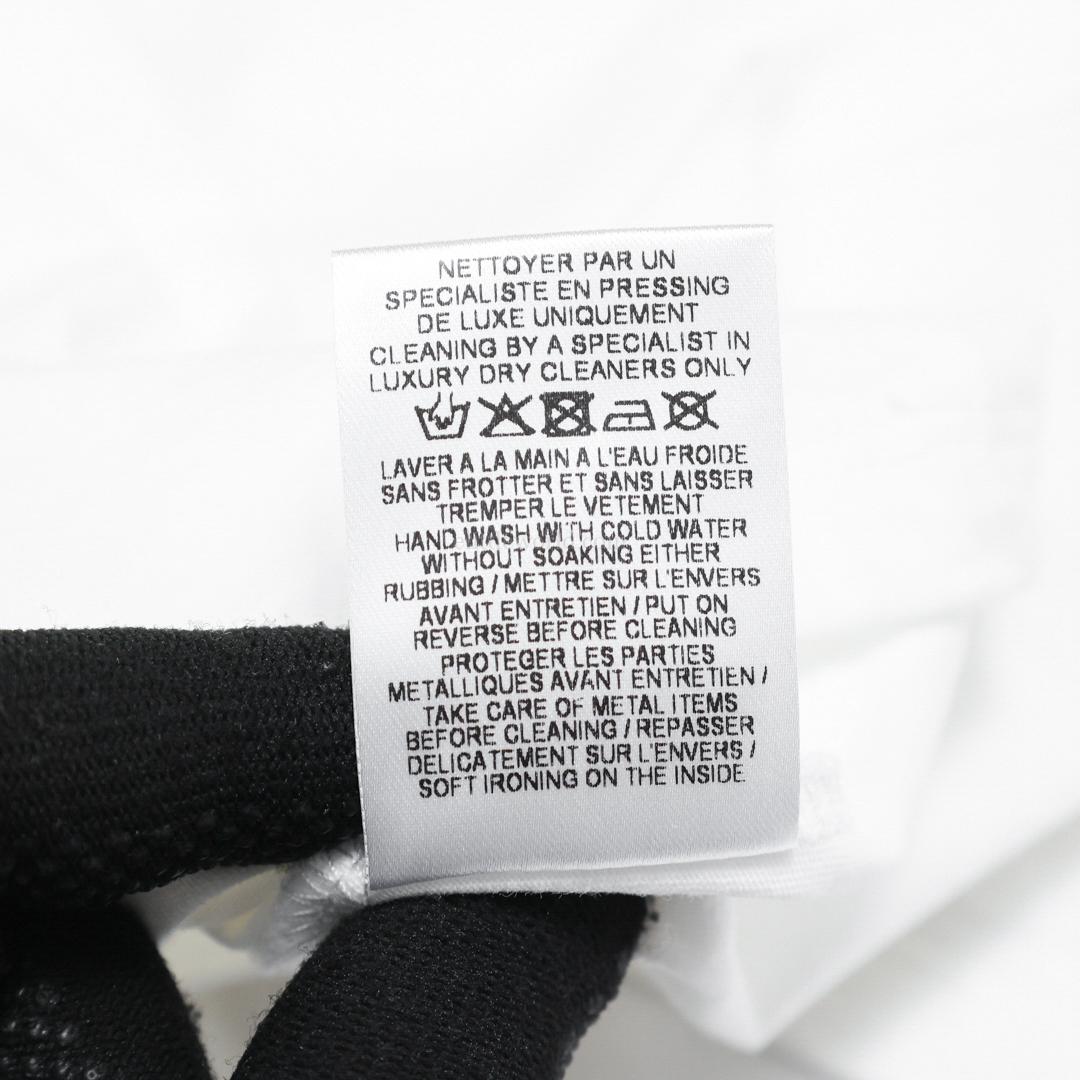 NETTOYER PAR UN
SPECIALISTE EN PRESSING
DE LUXE UNIQUEMENT
CLEANING BY A SPECIALIST IN
LUXURY DRY CLEANERS ONLY
LAVER A LA MAIN A L'EAU FROIDE
SANS FROTTER ET SANS LAISSER
TREMPER LE VETEMENT
HAND WASH WITH COLD WATER
WITHOUT SOAKING EITHER
RUBBING / METTRE SUR L'ENVERS
AVANT ENTRETIEN / PUT ON
REVERSE BEFORE CLEANING
PROTEGER LES PARTIES
METALLIQUES AVANT ENTRETIEN /
TAKE CARE OF METAL ITEMS
BEFORE CLEANING / REPASSER
DELICATEMENT SUR L'ENVERS /
SOFT IRONING ON THE INSIDE